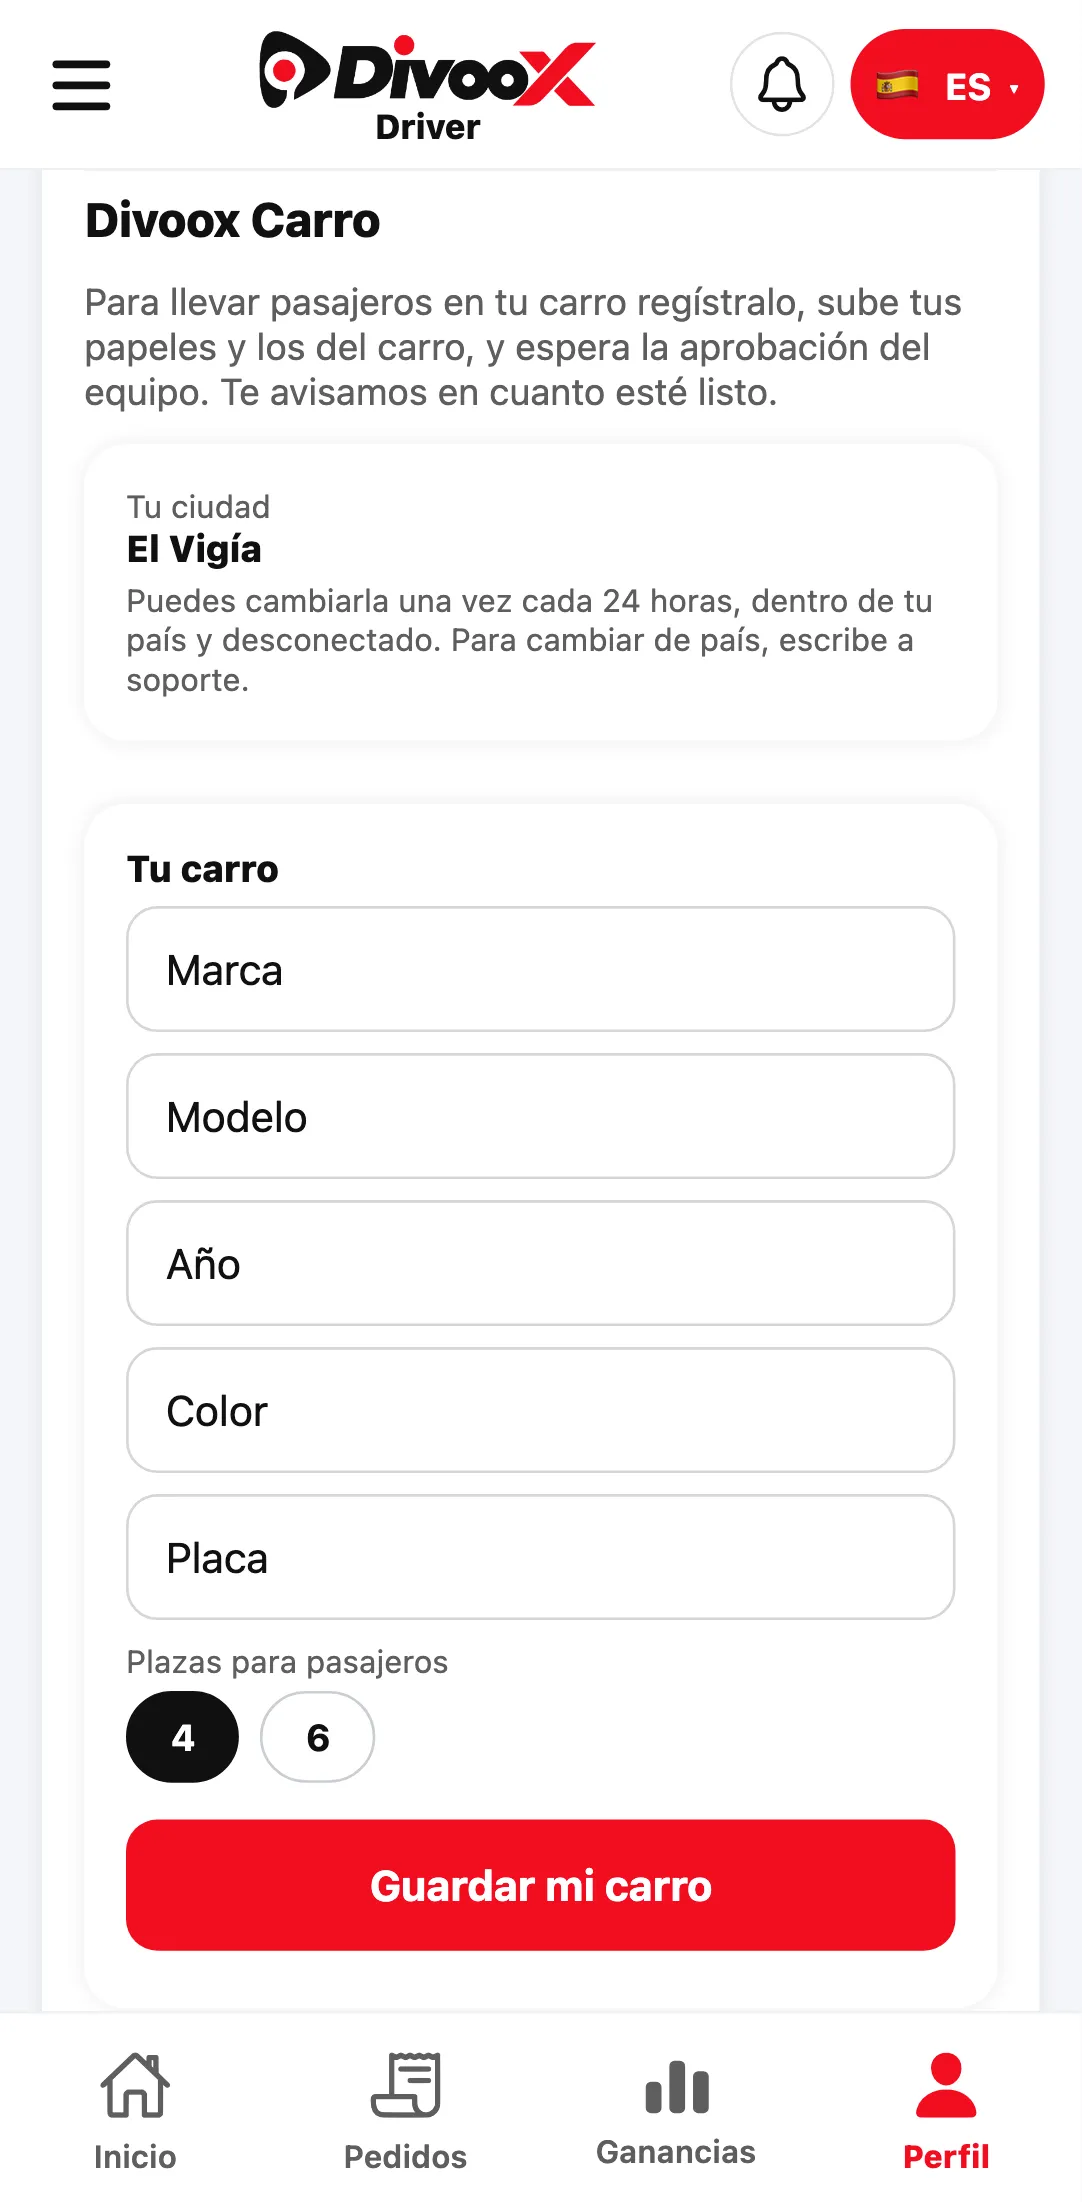 DivooX
Driver
ES
Divoox Carro
Para llevar pasajeros en tu carro regístralo, sube tus
papeles y los del carro, y espera la aprobación del
equipo. Te avisamos en cuanto esté listo.
Tu ciudad
El Vigía
Puedes cambiarla una vez cada 24 horas, dentro de tu
país y desconectado. Para cambiar de país, escribe a
soporte.
Tu carro
Marca
Modelo
Año
Color
Placa
Plazas para pasajeros
4 6
Guardar mi carro
Inicio Pedidos Ganancias Perfil